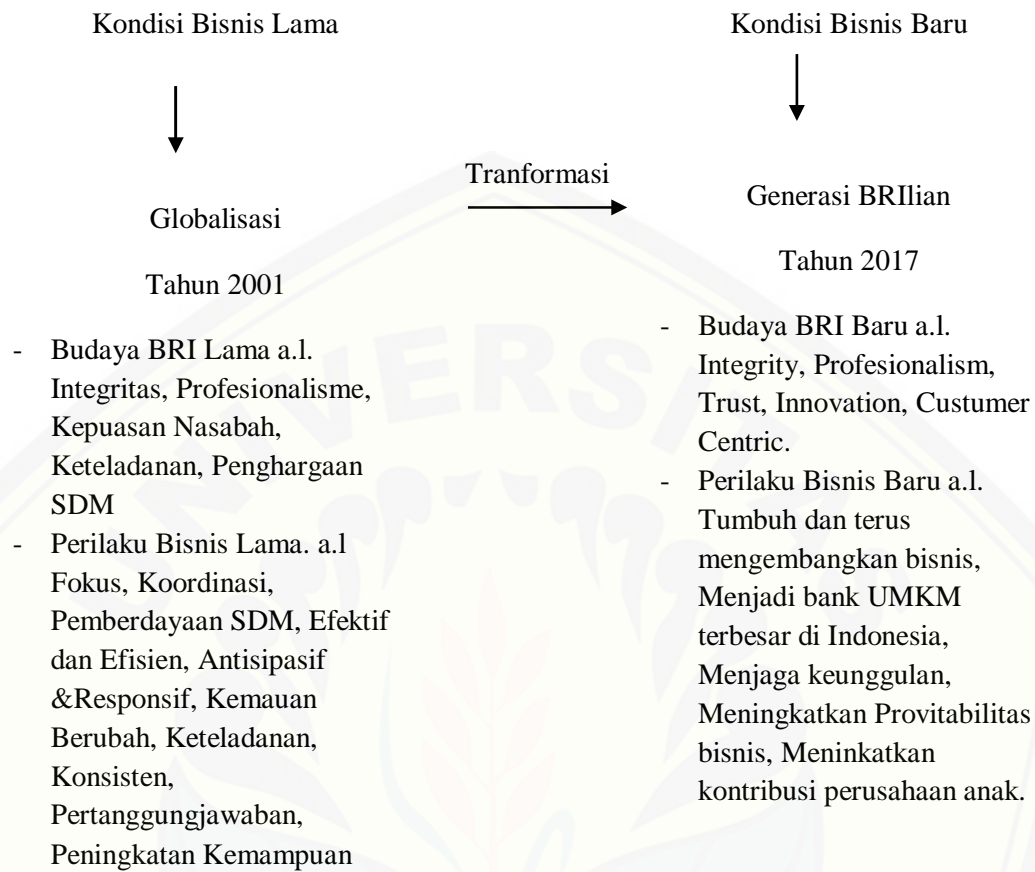 Kondisi Bisnis Lama
Globalisasi
Tahun 2001
- Budaya BRI Lama a.l.
Integritas, Profesionalisme,
Kepuasan Nasabah,
Keteladanan, Penghargaan
SDM
- Perilaku Bisnis Lama. a.l
Fokus, Koordinasi,
Pemberdayaan SDM, Efektif
dan Efisien, Antisipasif
&Responsif, Kemauan
Berubah, Keteladanan,
Konsisten,
Pertanggungjawaban,
Peningkatan Kemampuan
Tranformasi
Kondisi Bisnis Baru
Generasi BRIlian
Tahun 2017
- Budaya BRI Baru a.l.
Integrity, Profesionalism,
Trust, Innovation, Custumer
Centric.
- Perilaku Bisnis Baru a.l.
Tumbuh dan terus
mengembangkan bisnis,
Menjadi bank UMKM
terbesar di Indonesia,
Menjaga keunggulan,
Meningkatkan Provitabilitas
bisnis, Meninkatkan
kontribusi perusahaan anak.
UNIVERSITAS